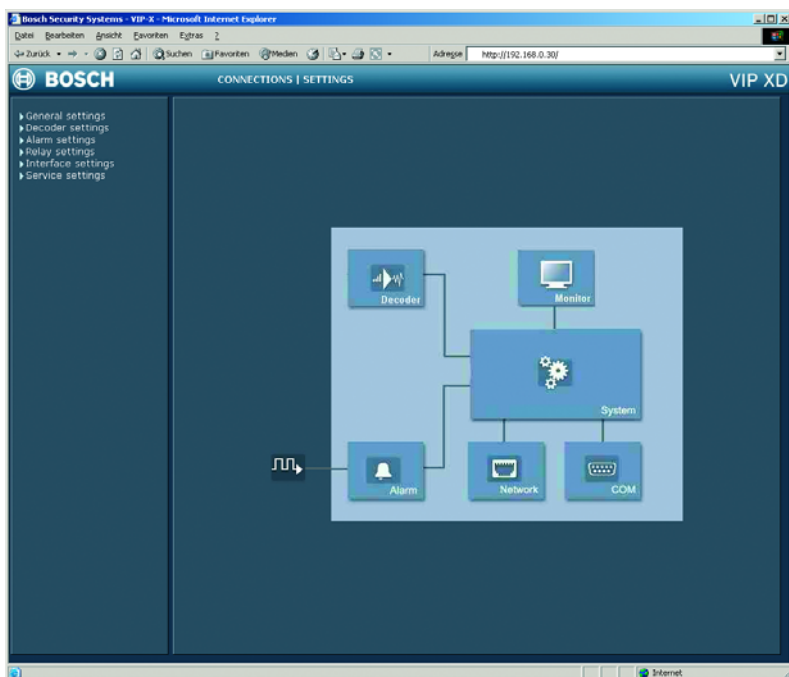 Bosch Security Systems - VIP-X - Microsoft Internet Explorer
Datei Bearbeiten Ansicht Favoriten Extras ?
Zurück Suchen Favoriten Medien Adresse http://192.168.0.30/
BOSCH CONNECTIONS | SETTINGS VIP XD
General settings
Decoder settings
Alarm settings
Relay settings
Interface settings
Service settings
Decoder
Monitor
System
Alarm
Network
COM
Internet